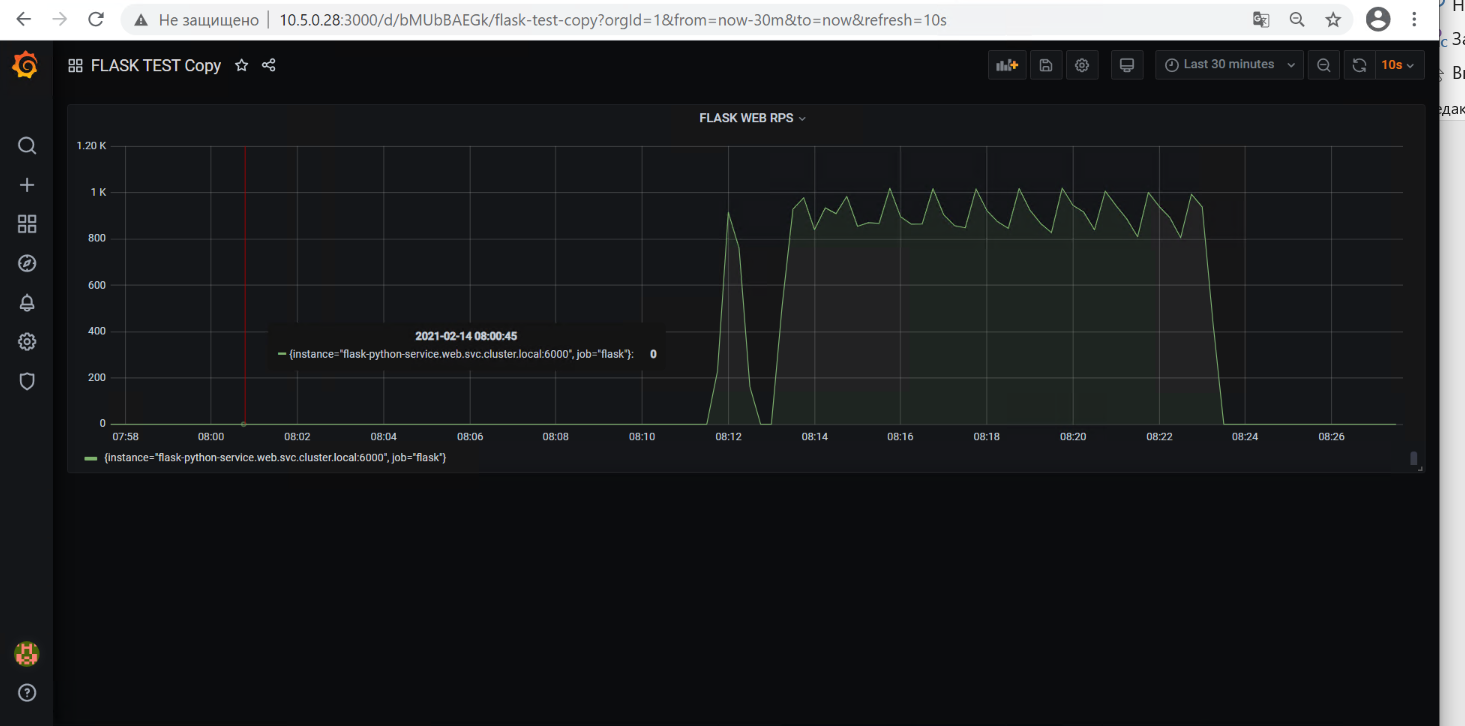 Не защищено 10.5.0.28:3000/d/bMUbBAEGk/flask-test-copy?orgId=1&from=now-30m&to=now&refresh=10s
FLASK TEST Copy
Last 30 minutes
10s
FLASK WEB RPS
1.20 K
1 K
800
600
400
200
0
2021-02-14 08:00:45
{instance="flask-python-service.web.svc.cluster.local:6000", job="flask"}: 0
07:58 08:00 08:02 08:04 08:06 08:08 08:10 08:12 08:14 08:16 08:18 08:20 08:22 08:24 08:26
{instance="flask-python-service.web.svc.cluster.local:6000", job="flask"}